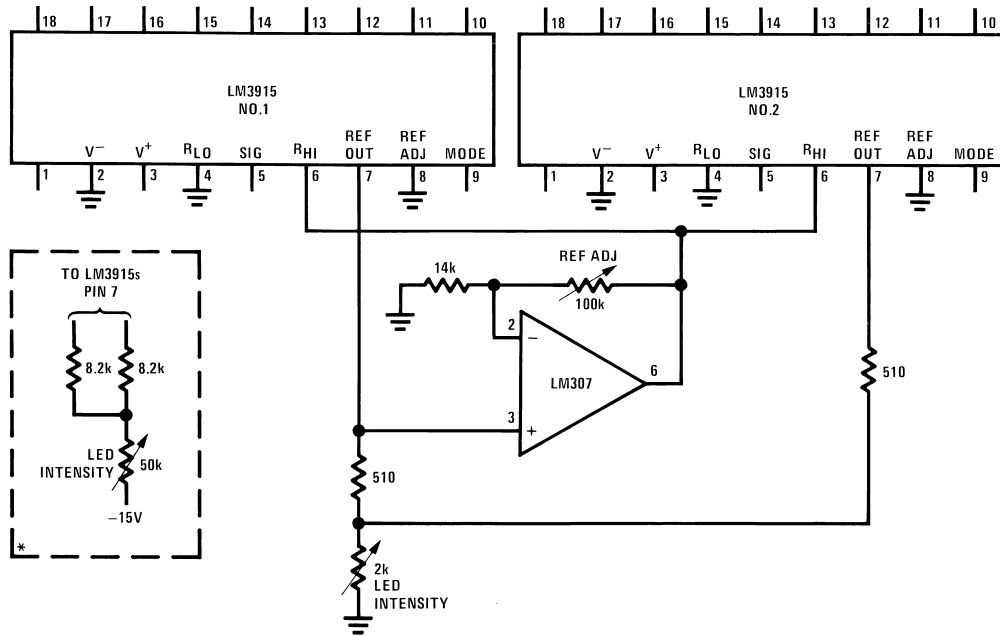 18 17 16 15 14 13 12 11 10
18 17 16 15 14 13 12 11 10
LM3915
NO.1
LM3915
NO.2
V⁻ V⁺ RLO SIG RHI REF OUT REF ADJ MODE
V⁻ V⁺ RLO SIG RHI REF OUT REF ADJ MODE
1 2 3 4 5 6 7 8 9
1 2 3 4 5 6 7 8 9
TO LM3915s
PIN 7
8.2k 8.2k
LED
INTENSITY
50k
−15V
*
14k
REF ADJ
100k
2
−
LM307
6
3
+
510
510
2k
LED
INTENSITY